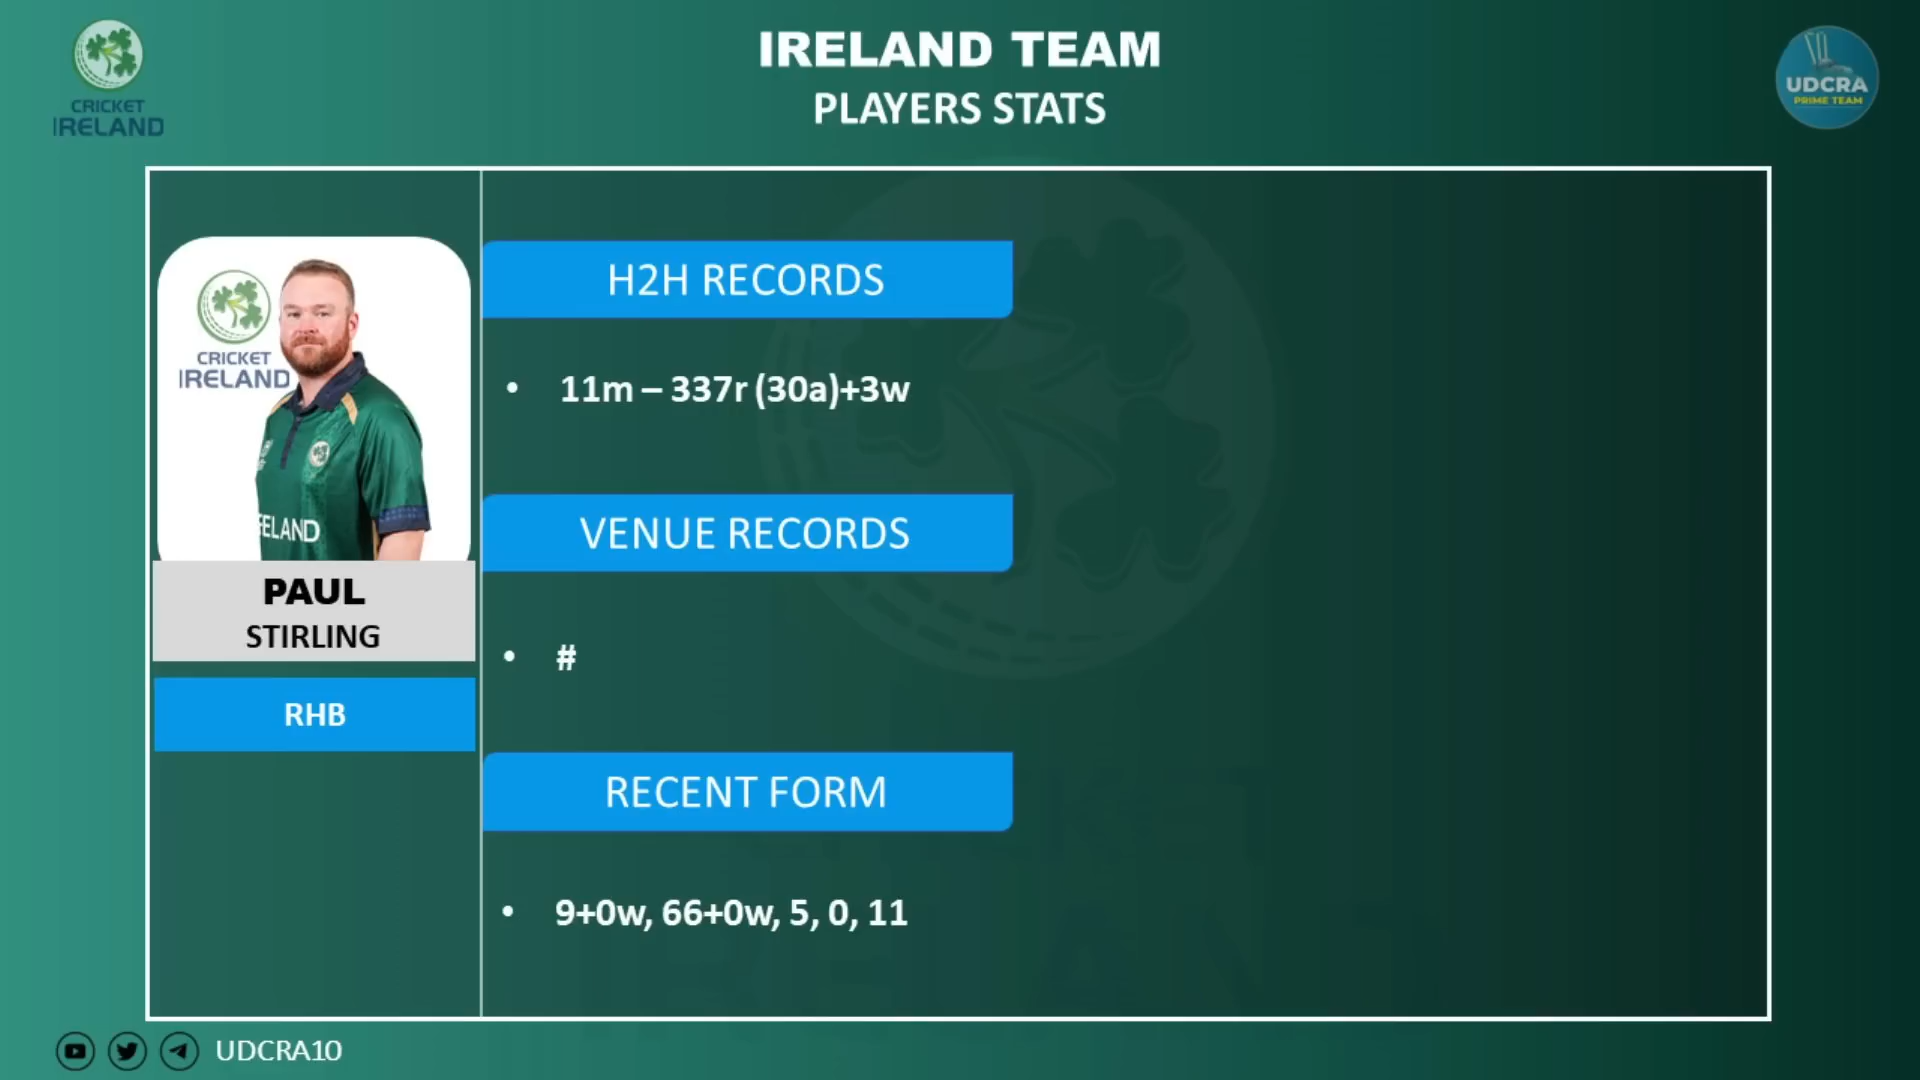 CRICKET
IRELAND
IRELAND TEAM
PLAYERS STATS
UDCRA
PRIME TEAM
CRICKET
IRELAND
ELAND
PAUL
STIRLING
RHB
H2H RECORDS
• 11m – 337r (30a)+3w
VENUE RECORDS
• #
RECENT FORM
• 9+0w, 66+0w, 5, 0, 11
UDCRA10